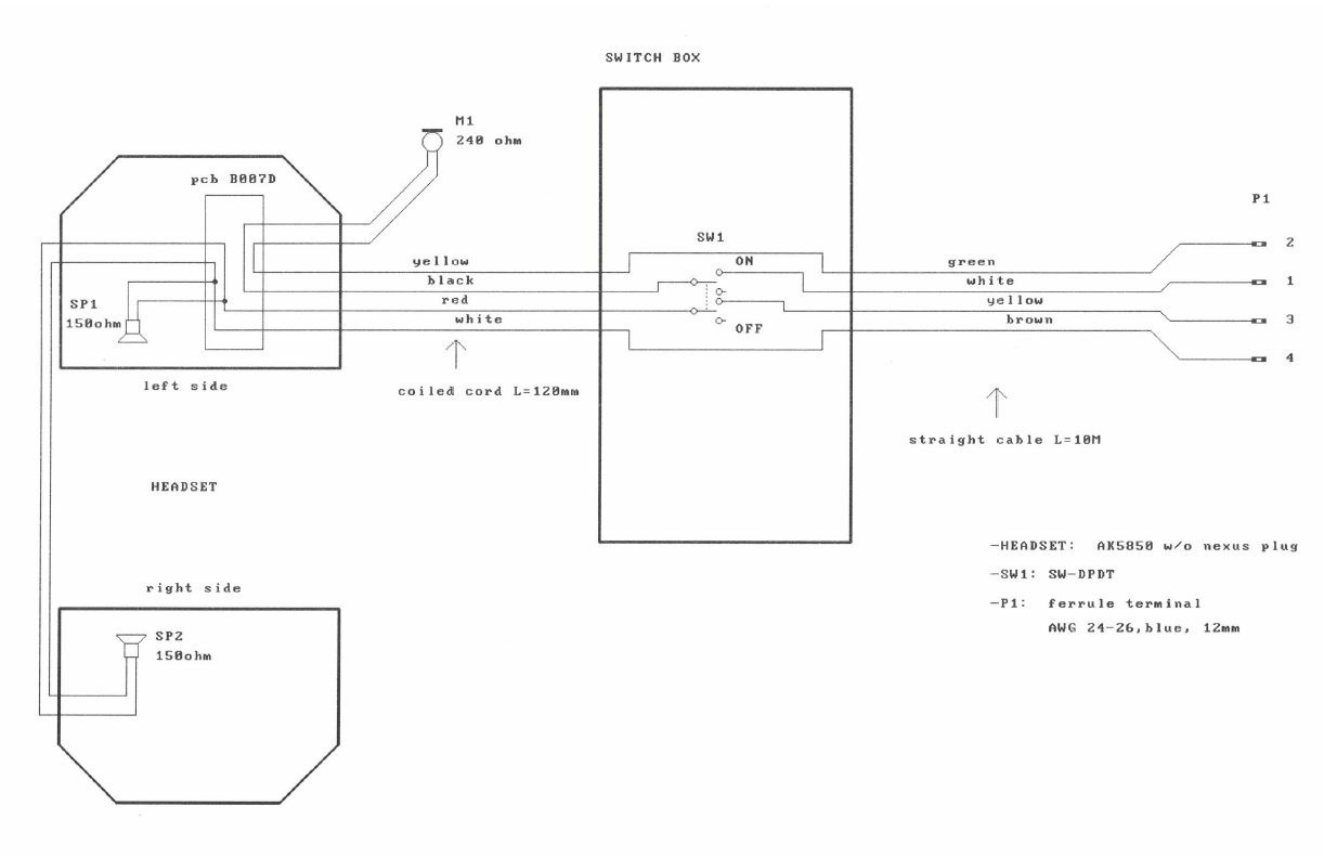 SWITCH BOX
M1
240 ohm
pcb B007D
P1
SW1
2
yellow
ON
green
black
white
1
SP1
red
yellow
150ohm
white
OFF
brown
3
4
left side
coiled cord L=120mm
straight cable L=10M
HEADSET
-HEADSET: AK5850 w/o nexus plug
-SW1: SW-DPDT
right side
-P1: ferrule terminal
AWG 24-26,blue, 12mm
SP2
150ohm